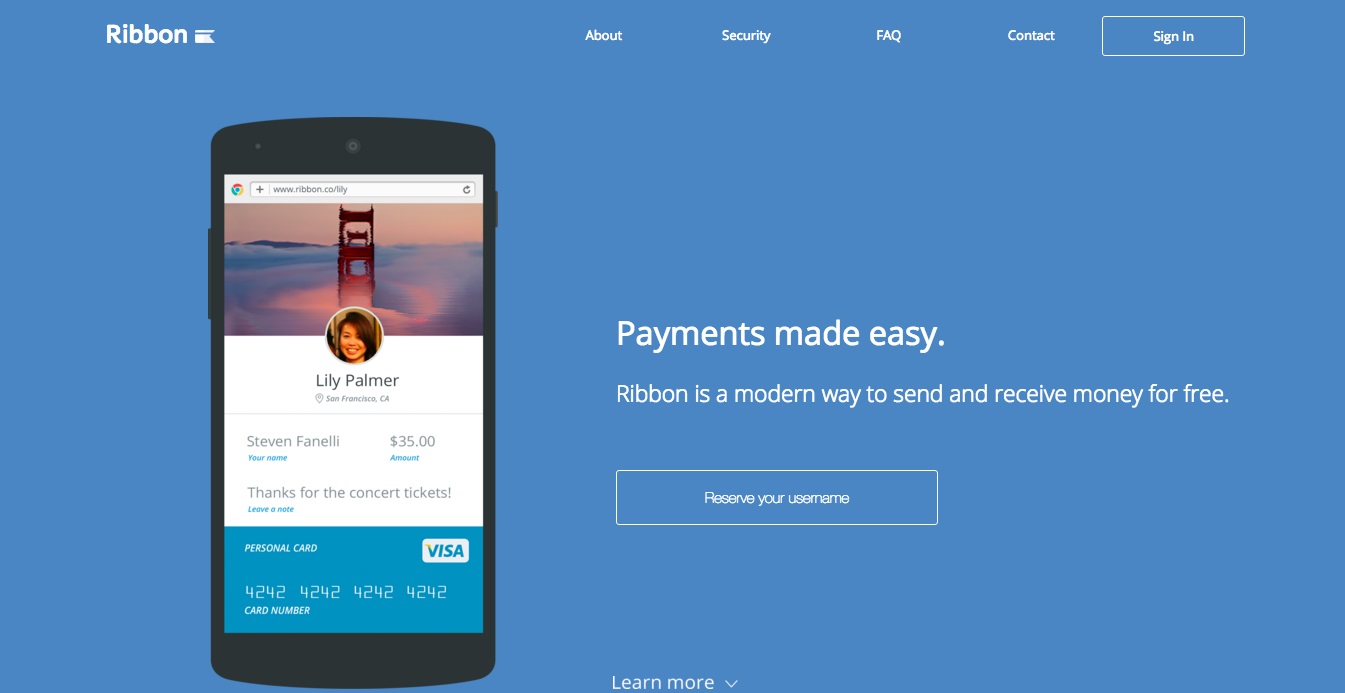 Ribbon
About
Security
FAQ
Contact
Sign In
www.ribbon.co/lily
Lily Palmer
San Francisco, CA
Steven Fanelli $35.00
Your name Amount
Thanks for the concert tickets!
Leave a note
PERSONAL CARD VISA
4242 4242 4242 4242
CARD NUMBER
Payments made easy.
Ribbon is a modern way to send and receive money for free.
Reserve your username
Learn more